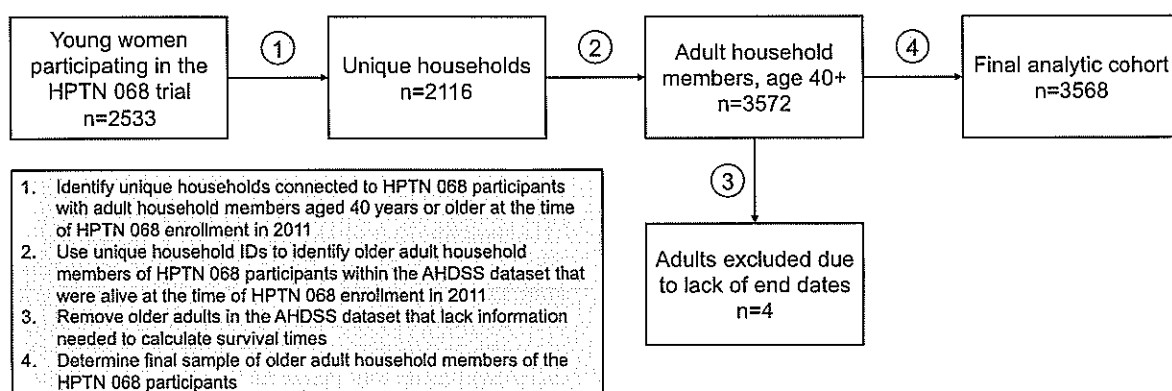 Young women
participating in the
HPTN 068 trial
n=2533
1
Unique households
n=2116
2
Adult household
members, age 40+
n=3572
4
Final analytic cohort
n=3568
3
Adults excluded due
to lack of end dates
n=4
1. Identify unique households connected to HPTN 068 participants
with adult household members aged 40 years or older at the time
of HPTN 068 enrollment in 2011
2. Use unique household IDs to identify older adult household
members of HPTN 068 participants within the AHDSS dataset that
were alive at the time of HPTN 068 enrollment in 2011
3. Remove older adults in the AHDSS dataset that lack information
needed to calculate survival times
4. Determine final sample of older adult household members of the
HPTN 068 participants